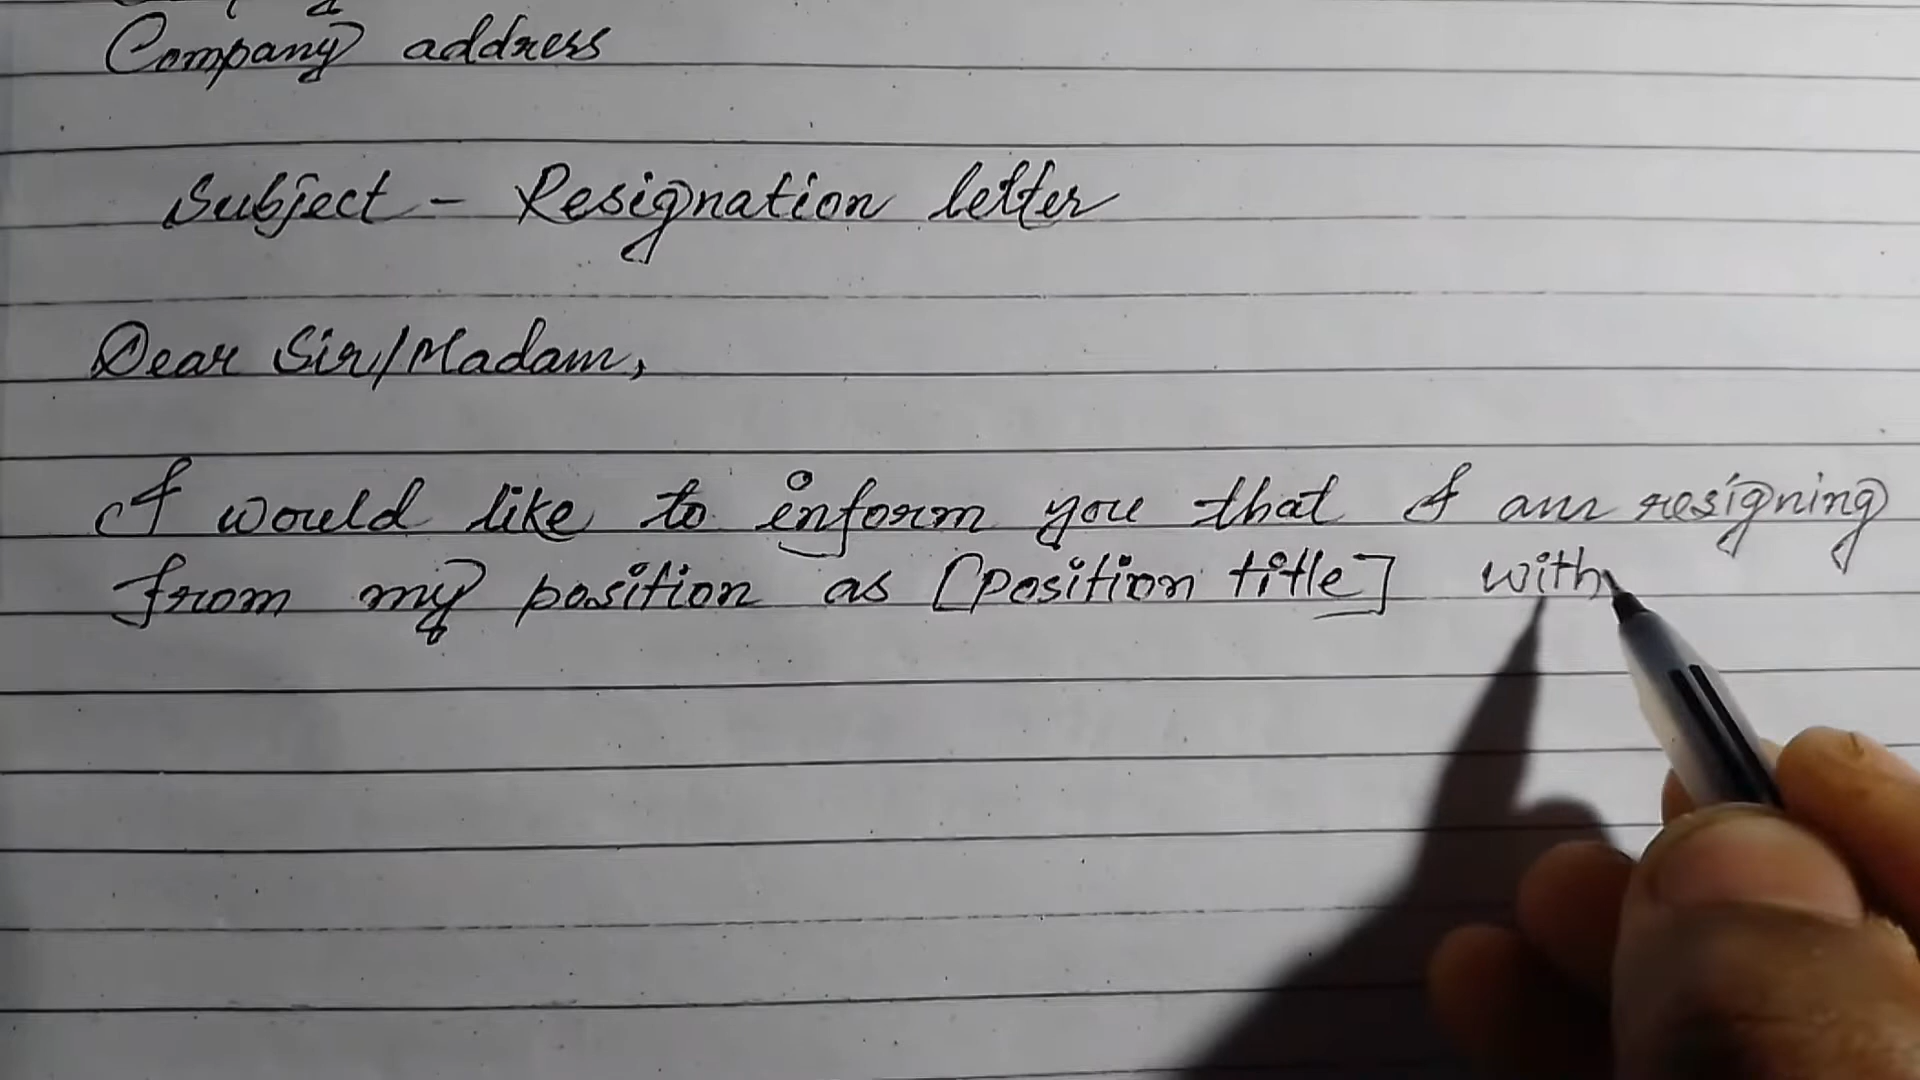 Company address
Subject - Resignation letter
Dear Sir/Madam,
I would like to inform you that I am resigning
from my position as [Position title] with